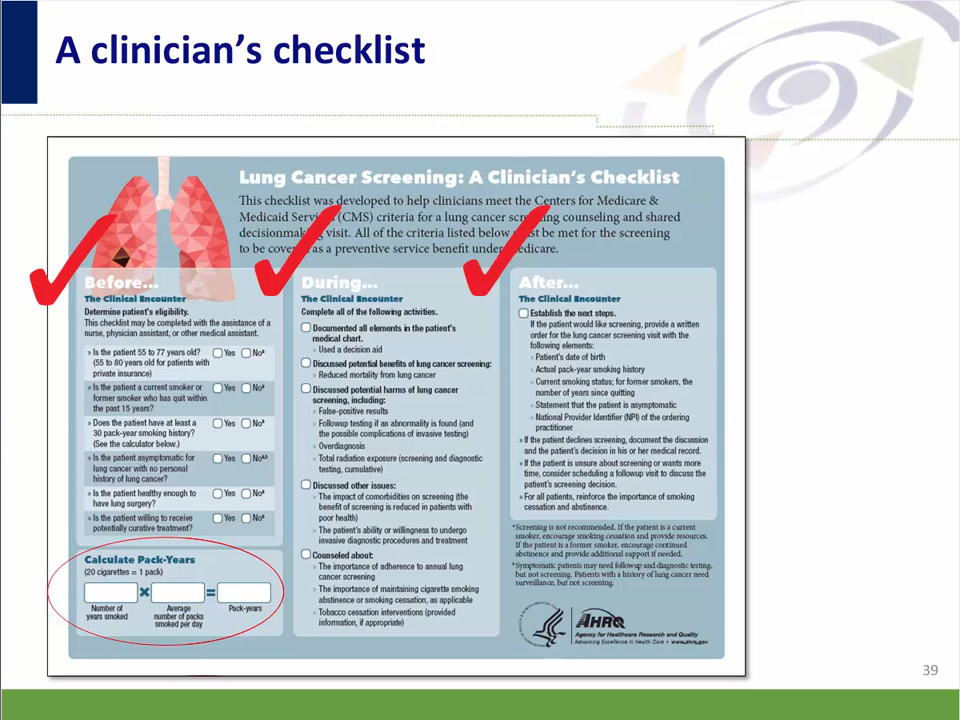 A clinician's checklist
Lung Cancer Screening: A Clinician's Checklist
This checklist was developed to help clinicians meet the Centers for Medicare &
Medicaid Services (CMS) criteria for a lung cancer screening counseling and shared
decisionmaking visit. All of the criteria listed below must be met for the screening
to be covered as a preventive service benefit under Medicare.
Before...
The Clinical Encounter
Determine patient's eligibility.
This checklist may be completed with the assistance of a
nurse, physician assistant, or other medical assistant.
» Is the patient 55 to 77 years old? Yes Noª
(55 to 80 years old for patients with
private insurance)
» Is the patient a current smoker or Yes Noª
former smoker who has quit within
the past 15 years?
» Does the patient have at least a Yes Noª
30 pack-year smoking history?
(See the calculator below.)
» Is the patient asymptomatic for Yes Noª,ᵇ
lung cancer with no personal
history of lung cancer?
» Is the patient healthy enough to Yes Noª
have lung surgery?
» Is the patient willing to receive Yes Noª
potentially curative treatment?
Calculate Pack-Years
(20 cigarettes = 1 pack)
× =
Number of
years smoked
Average
number of packs
smoked per day
Pack-years
During...
The Clinical Encounter
Complete all of the following activities.
Documented all elements in the patient's
medical chart.
» Used a decision aid
Discussed potential benefits of lung cancer screening:
» Reduced mortality from lung cancer
Discussed potential harms of lung cancer
screening, including:
» False-positive results
» Followup testing if an abnormality is found (and
the possible complications of invasive testing)
» Overdiagnosis
» Total radiation exposure (screening and diagnostic
testing, cumulative)
Discussed other issues:
» The impact of comorbidities on screening (the
benefit of screening is reduced in patients with
poor health)
» The patient's ability or willingness to undergo
invasive diagnostic procedures and treatment
Counseled about:
» The importance of adherence to annual lung
cancer screening
» The importance of maintaining cigarette smoking
abstinence or smoking cessation, as applicable
» Tobacco cessation interventions (provided
information, if appropriate)
After...
The Clinical Encounter
Establish the next steps.
If the patient would like screening, provide a written
order for the lung cancer screening visit with the
following elements:
» Patient's date of birth
» Actual pack-year smoking history
» Current smoking status; for former smokers, the
number of years since quitting
» Statement that the patient is asymptomatic
» National Provider Identifier (NPI) of the ordering
practitioner
» If the patient declines screening, document the discussion
and the patient's decision in his or her medical record.
» If the patient is unsure about screening or wants more
time, consider scheduling a followup visit to discuss the
patient's screening decision.
» For all patients, reinforce the importance of smoking
cessation and abstinence.
ªScreening is not recommended. If the patient is a current
smoker, encourage smoking cessation and provide resources.
If the patient is a former smoker, encourage continued
abstinence and provide additional support if needed.
ᵇSymptomatic patients may need followup and diagnostic testing,
but not screening. Patients with a history of lung cancer need
surveillance, but not screening.
AHRQ
Agency for Healthcare Research and Quality
Advancing Excellence in Health Care • www.ahrq.gov
39